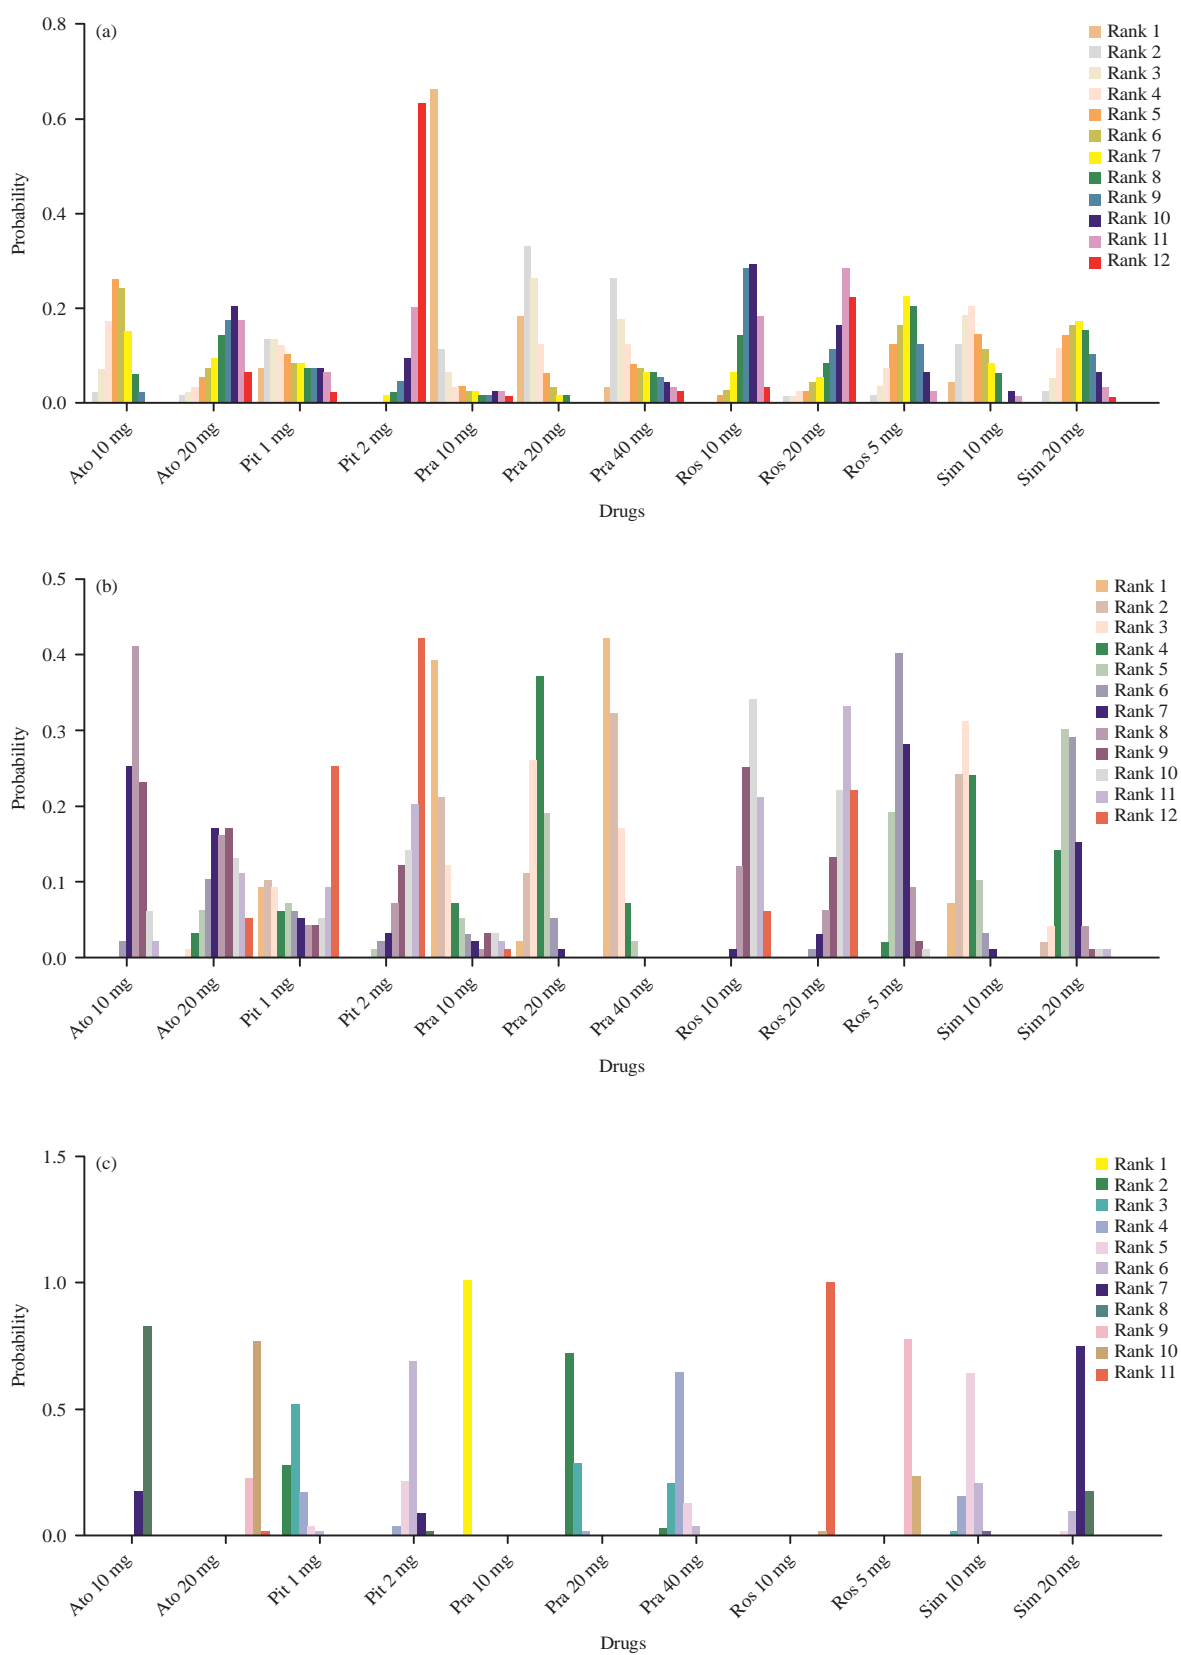 (a)
0.8
0.6
0.4
0.2
0.0
Probability
Rank 1
Rank 2
Rank 3
Rank 4
Rank 5
Rank 6
Rank 7
Rank 8
Rank 9
Rank 10
Rank 11
Rank 12
Ato 10 mg
Ato 20 mg
Pit 1 mg
Pit 2 mg
Pra 10 mg
Pra 20 mg
Pra 40 mg
Ros 10 mg
Ros 20 mg
Ros 5 mg
Sim 10 mg
Sim 20 mg
Drugs
(b)
0.5
0.4
0.3
0.2
0.1
0.0
Probability
Rank 1
Rank 2
Rank 3
Rank 4
Rank 5
Rank 6
Rank 7
Rank 8
Rank 9
Rank 10
Rank 11
Rank 12
Ato 10 mg
Ato 20 mg
Pit 1 mg
Pit 2 mg
Pra 10 mg
Pra 20 mg
Pra 40 mg
Ros 10 mg
Ros 20 mg
Ros 5 mg
Sim 10 mg
Sim 20 mg
Drugs
(c)
1.5
1.0
0.5
0.0
Probability
Rank 1
Rank 2
Rank 3
Rank 4
Rank 5
Rank 6
Rank 7
Rank 8
Rank 9
Rank 10
Rank 11
Ato 10 mg
Ato 20 mg
Pit 1 mg
Pit 2 mg
Pra 10 mg
Pra 20 mg
Pra 40 mg
Ros 10 mg
Ros 5 mg
Sim 10 mg
Sim 20 mg
Drugs